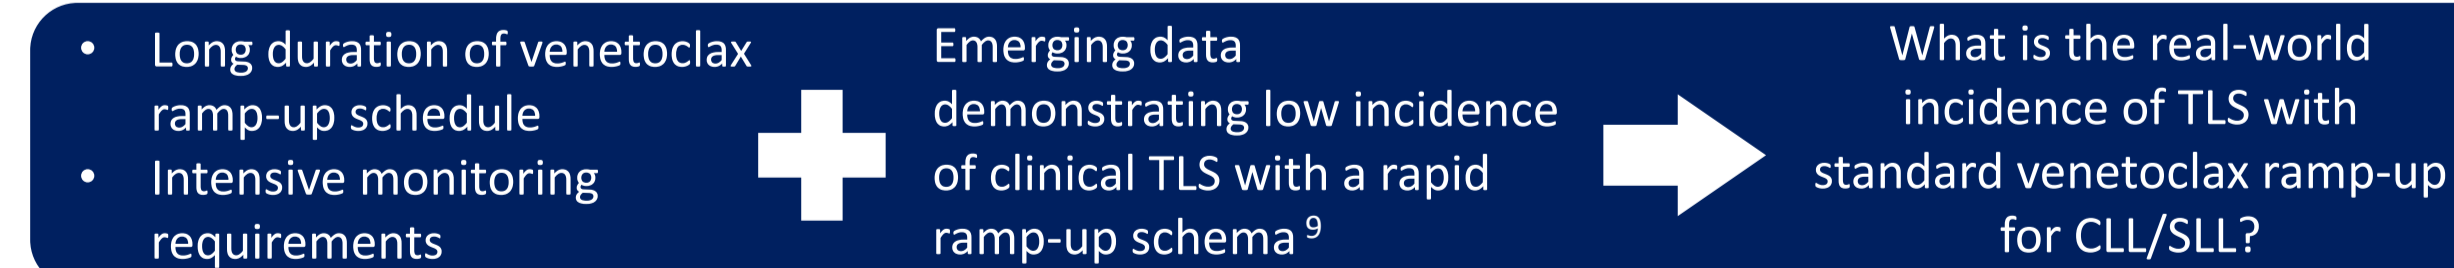 • Long duration of venetoclax
ramp-up schedule
• Intensive monitoring
requirements
Emerging data
demonstrating low incidence
of clinical TLS with a rapid
ramp-up schema 9
What is the real-world
incidence of TLS with
standard venetoclax ramp-up
for CLL/SLL?